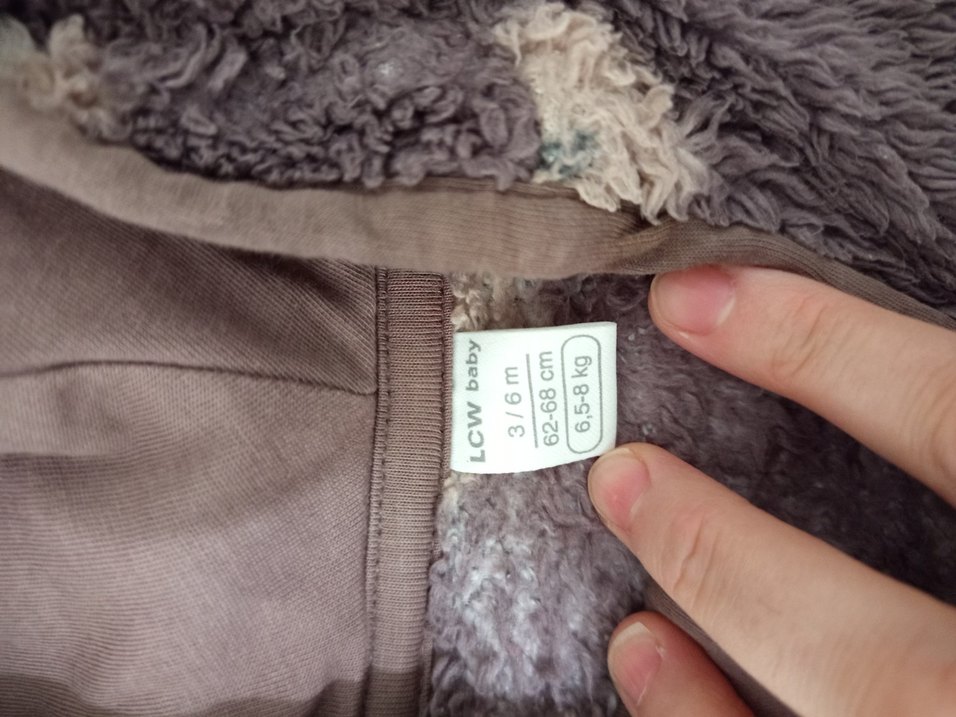 LCW baby
3 / 6 m
62-68 cm
6,5-8 kg